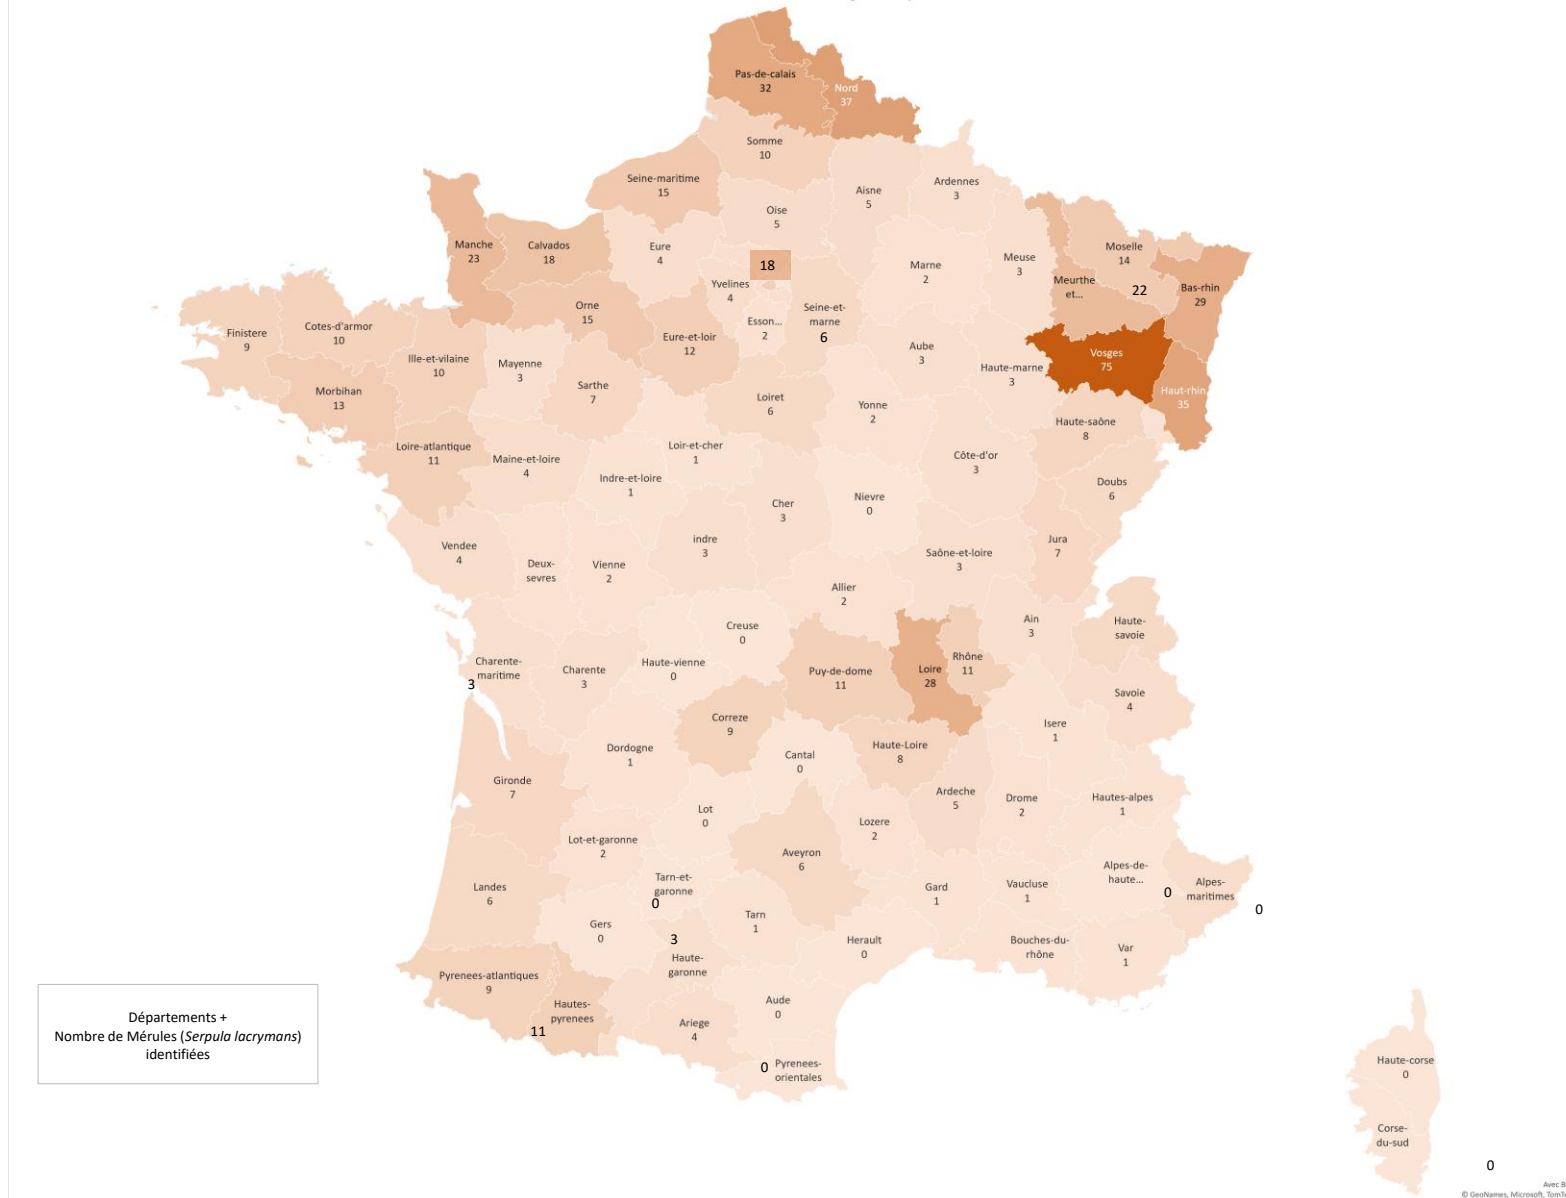 Pas-de-calais
32
Nord
37
Somme
10
Seine-maritime
15
Aisne
5
Ardennes
3
Oise
5
Manche
23
Calvados
18
Eure
4
18
Marne
2
Meuse
3
Moselle
14
Meurthe
et...
22
Bas-rhin
29
Yvelines
4
Seine-et-
marne
6
Esson...
2
Orne
15
Eure-et-loir
12
Finistere
9
Cotes-d'armor
10
Ille-et-vilaine
10
Mayenne
3
Sarthe
7
Aube
3
Haute-marne
3
Vosges
75
Haut-rhin
35
Morbihan
13
Loiret
6
Yonne
2
Haute-saône
8
Loire-atlantique
11
Maine-et-loire
4
Loir-et-cher
1
Indre-et-loire
1
Côte-d'or
3
Doubs
6
Cher
3
Nievre
0
Vendee
4
Deux-
sevres
Vienne
2
indre
3
Saône-et-loire
3
Jura
7
Allier
2
Creuse
0
Ain
3
Haute-
savoie
Charente-
maritime
3
Charente
3
Haute-vienne
0
Puy-de-dome
11
Loire
28
Rhône
11
Savoie
4
Correze
9
Isere
1
Dordogne
1
Cantal
0
Haute-Loire
8
Gironde
7
Ardeche
5
Drome
2
Hautes-alpes
1
Lot
0
Lozere
2
Lot-et-garonne
2
Aveyron
6
Landes
6
Tarn-et-
garonne
0
Gard
1
Vaucluse
1
Alpes-de-
haute...
0
Alpes-
maritimes
0
Gers
0
Tarn
1
3
Haute-
garonne
Herault
0
Bouches-du-
rhône
Var
1
Pyrenees-atlantiques
9
Hautes-
pyrenees
11
Ariege
4
Aude
0
0
Pyrenees-
orientales
Départements +
Nombre de Mérules (Serpula lacrymans)
identifiées
Haute-corse
0
Corse-
du-sud
0
Avec B
© GeoNames, Microsoft, TomT